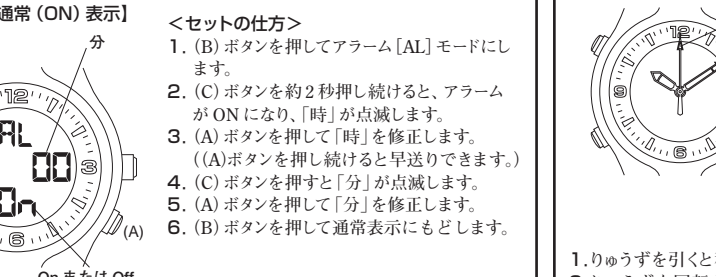 通常（ON）表示】
分
12
AL
00
3
On
6
(A)
On または Off
＜セットの仕方＞
1. (B) ボタンを押してアラーム［AL］モードにし
ます。
2. (C) ボタンを約2秒押し続けると、アラーム
が ON になり、「時」が点滅します。
3. (A) ボタンを押して「時」を修正します。
((A)ボタンを押し続けると早送りできます。)
4. (C) ボタンを押すと「分」が点滅します。
5. (A) ボタンを押して「分」を修正します。
6. (B) ボタンを押して通常表示にもどします。
12
9
6
1.りゅうずを引くと